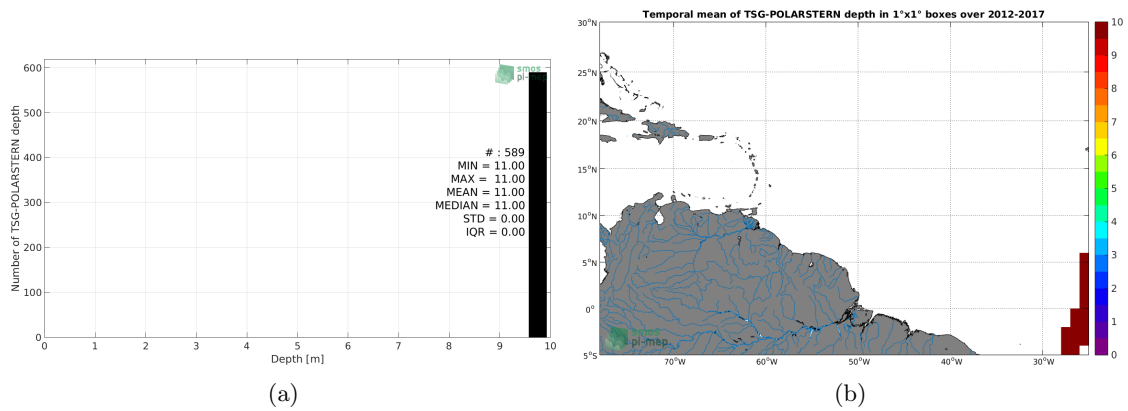 Temporal mean of TSG-POLARSTERN depth in 1°x1° boxes over 2012-2017
Number of TSG-POLARSTERN depth
600
500
400
300
200
100
0
smos
pi-mep
# : 589
MIN = 11.00
MAX = 11.00
MEAN = 11.00
MEDIAN = 11.00
STD = 0.00
IQR = 0.00
0 1 2 3 4 5 6 7 8 9 10
Depth [m]
(a)
30°N
25°N
20°N
15°N
10°N
5°N
0°
5°S
smos
pi-mep
70°W 60°W 50°W 40°W 30°W
10
9
8
7
6
5
4
3
2
1
0
(b)